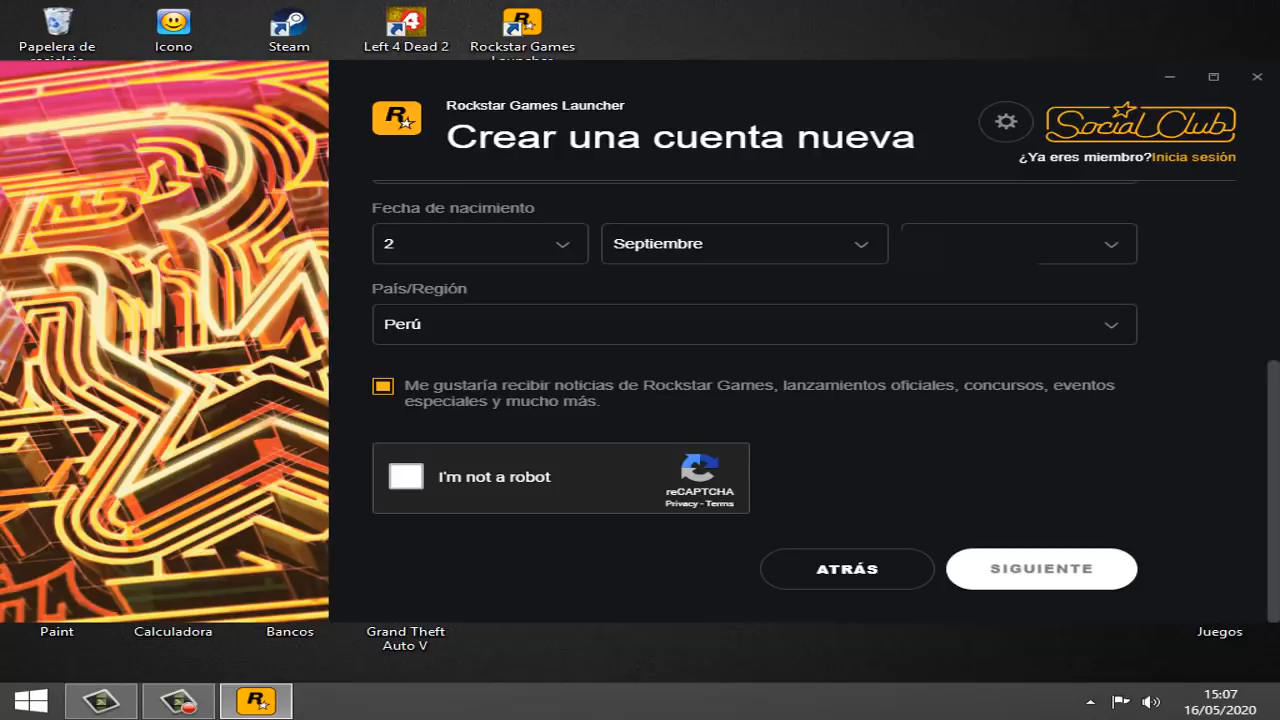 Papelera de
reciclaje
Icono
Steam
Left 4 Dead 2
Rockstar Games
Launcher
Rockstar Games Launcher
Crear una cuenta nueva
Social Club
¿Ya eres miembro?Inicia sesión
Fecha de nacimiento
2
Septiembre
País/Región
Perú
Me gustaría recibir noticias de Rockstar Games, lanzamientos oficiales, concursos, eventos
especiales y mucho más.
I'm not a robot
reCAPTCHA
Privacy - Terms
ATRÁS
SIGUIENTE
Paint
Calculadora
Bancos
Grand Theft
Auto V
Juegos
15:07
16/05/2020